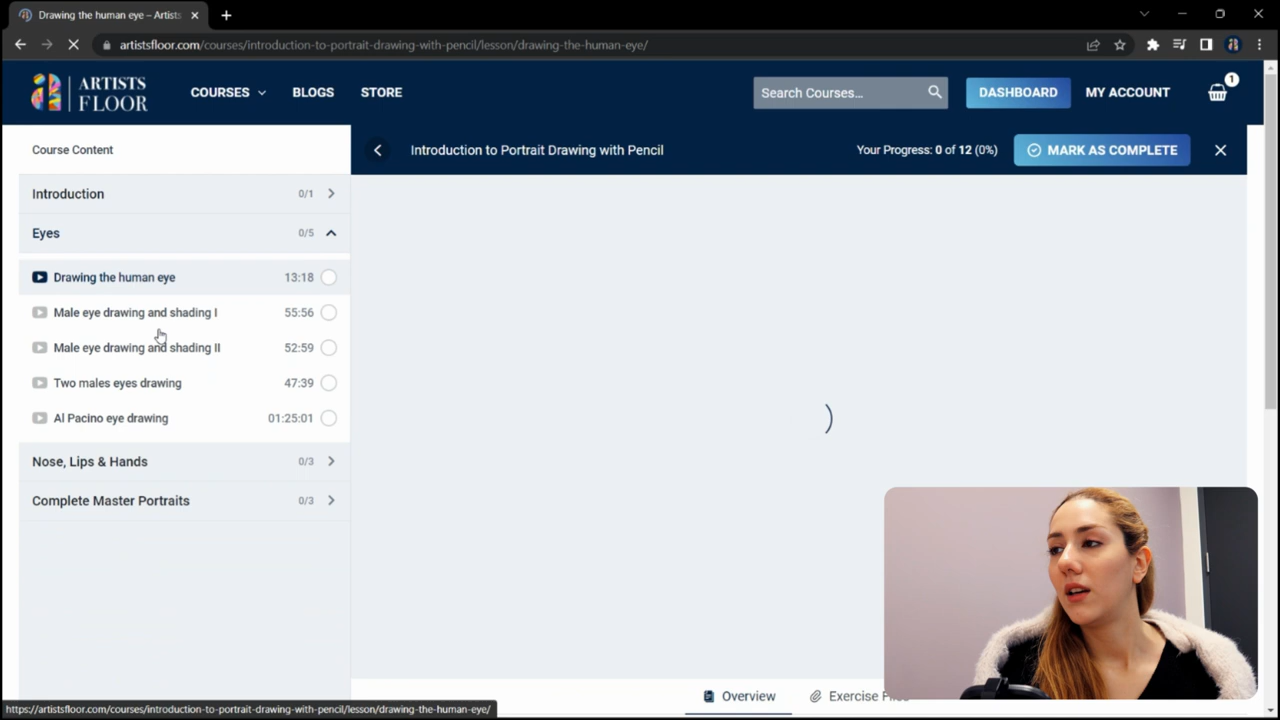 Drawing the human eye – Artists
artistsfloor.com/courses/introduction-to-portrait-drawing-with-pencil/lesson/drawing-the-human-eye/
ARTISTS
FLOOR
COURSES
BLOGS
STORE
Search Courses...
DASHBOARD
MY ACCOUNT
1
Course Content
Introduction to Portrait Drawing with Pencil
Your Progress: 0 of 12 (0%)
MARK AS COMPLETE
Introduction 0/1
Eyes 0/5
Drawing the human eye 13:18
Male eye drawing and shading I 55:56
Male eye drawing and shading II 52:59
Two males eyes drawing 47:39
Al Pacino eye drawing 01:25:01
Nose, Lips & Hands 0/3
Complete Master Portraits 0/3
Overview
Exercise
https://artistsfloor.com/courses/introduction-to-portrait-drawing-with-pencil/lesson/drawing-the-human-eye/